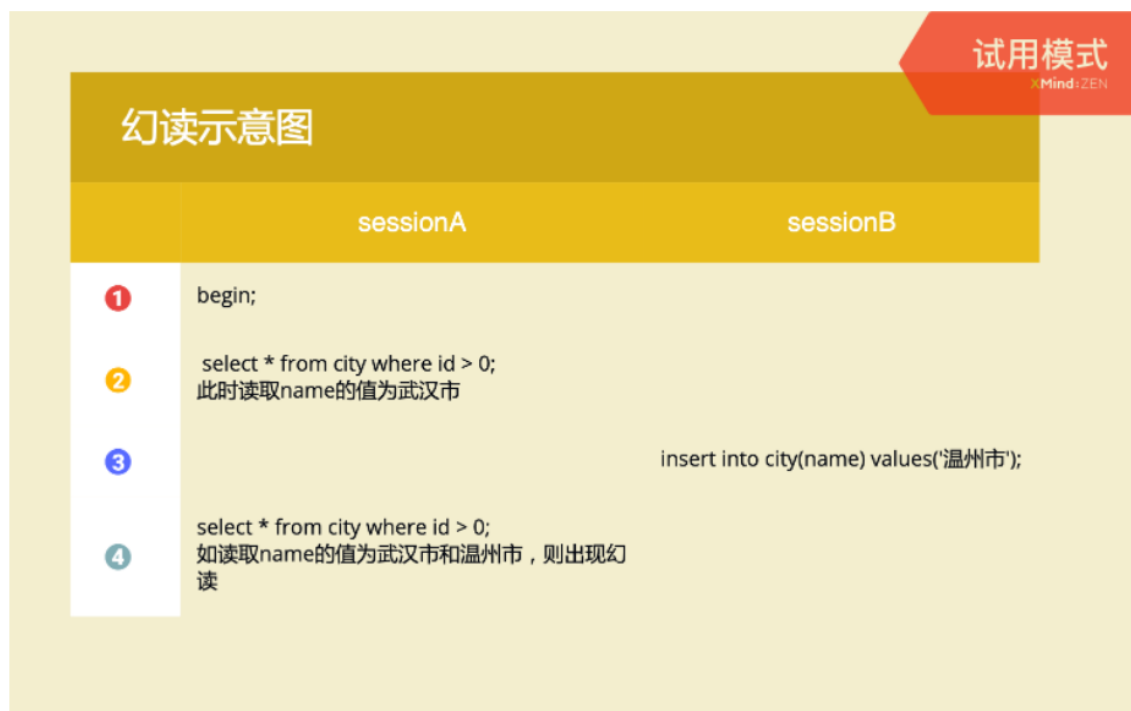 试用模式
XMind:ZEN
幻读示意图
sessionA sessionB
1 begin;
2 select * from city where id > 0;
此时读取name的值为武汉市
3 insert into city(name) values('温州市');
4 select * from city where id > 0;
如读取name的值为武汉市和温州市，则出现幻
读